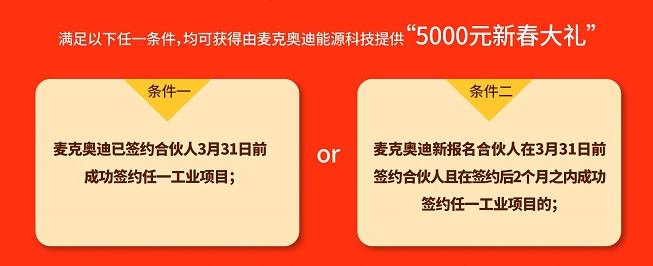 满足以下任一条件，均可获得由麦克奥迪能源科技提供“5000元新春大礼”
条件一
麦克奥迪已签约合伙人3月31日前
成功签约任一工业项目；
or
条件二
麦克奥迪新报名合伙人在3月31日前
签约合伙人且在签约后2个月之内成功
签约任一工业项目的；